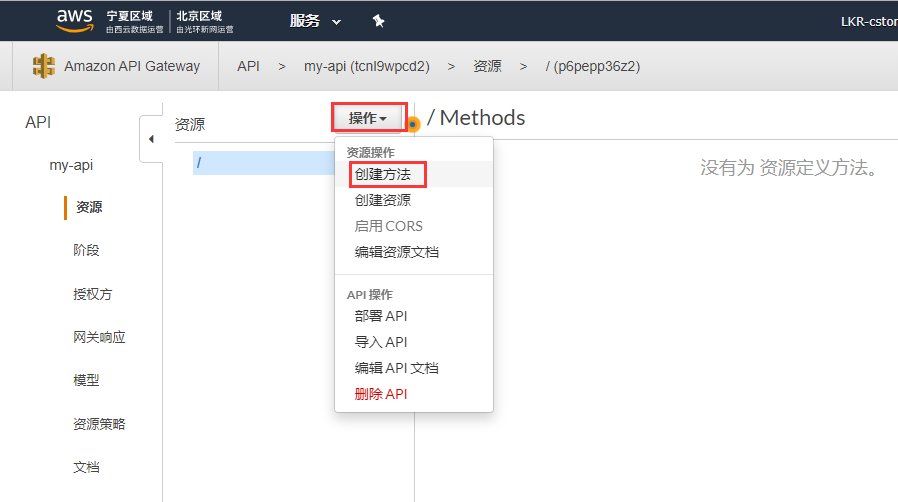 aws 宁夏区域 北京区域
由西云数据运营 由光环新网运营
服务
LKR-cstor
Amazon API Gateway
API > my-api (tcnl9wpcd2) > 资源 > / (p6pepp36z2)
API
my-api
资源
阶段
授权方
网关响应
模型
资源策略
文档
资源
操作
/
资源操作
创建方法
创建资源
启用 CORS
编辑资源文档
API 操作
部署 API
导入 API
编辑 API 文档
删除 API
/ Methods
没有为 资源定义方法。